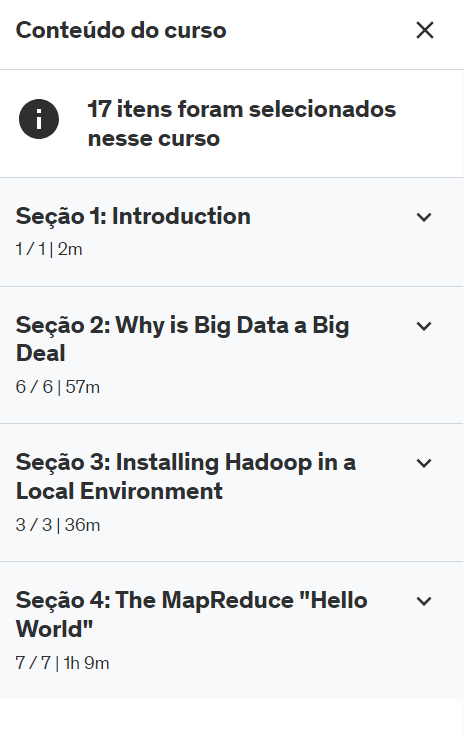 Conteúdo do curso
17 itens foram selecionados
nesse curso
Seção 1: Introduction
1 / 1 | 2m
Seção 2: Why is Big Data a Big
Deal
6 / 6 | 57m
Seção 3: Installing Hadoop in a
Local Environment
3 / 3 | 36m
Seção 4: The MapReduce "Hello
World"
7 / 7 | 1h 9m